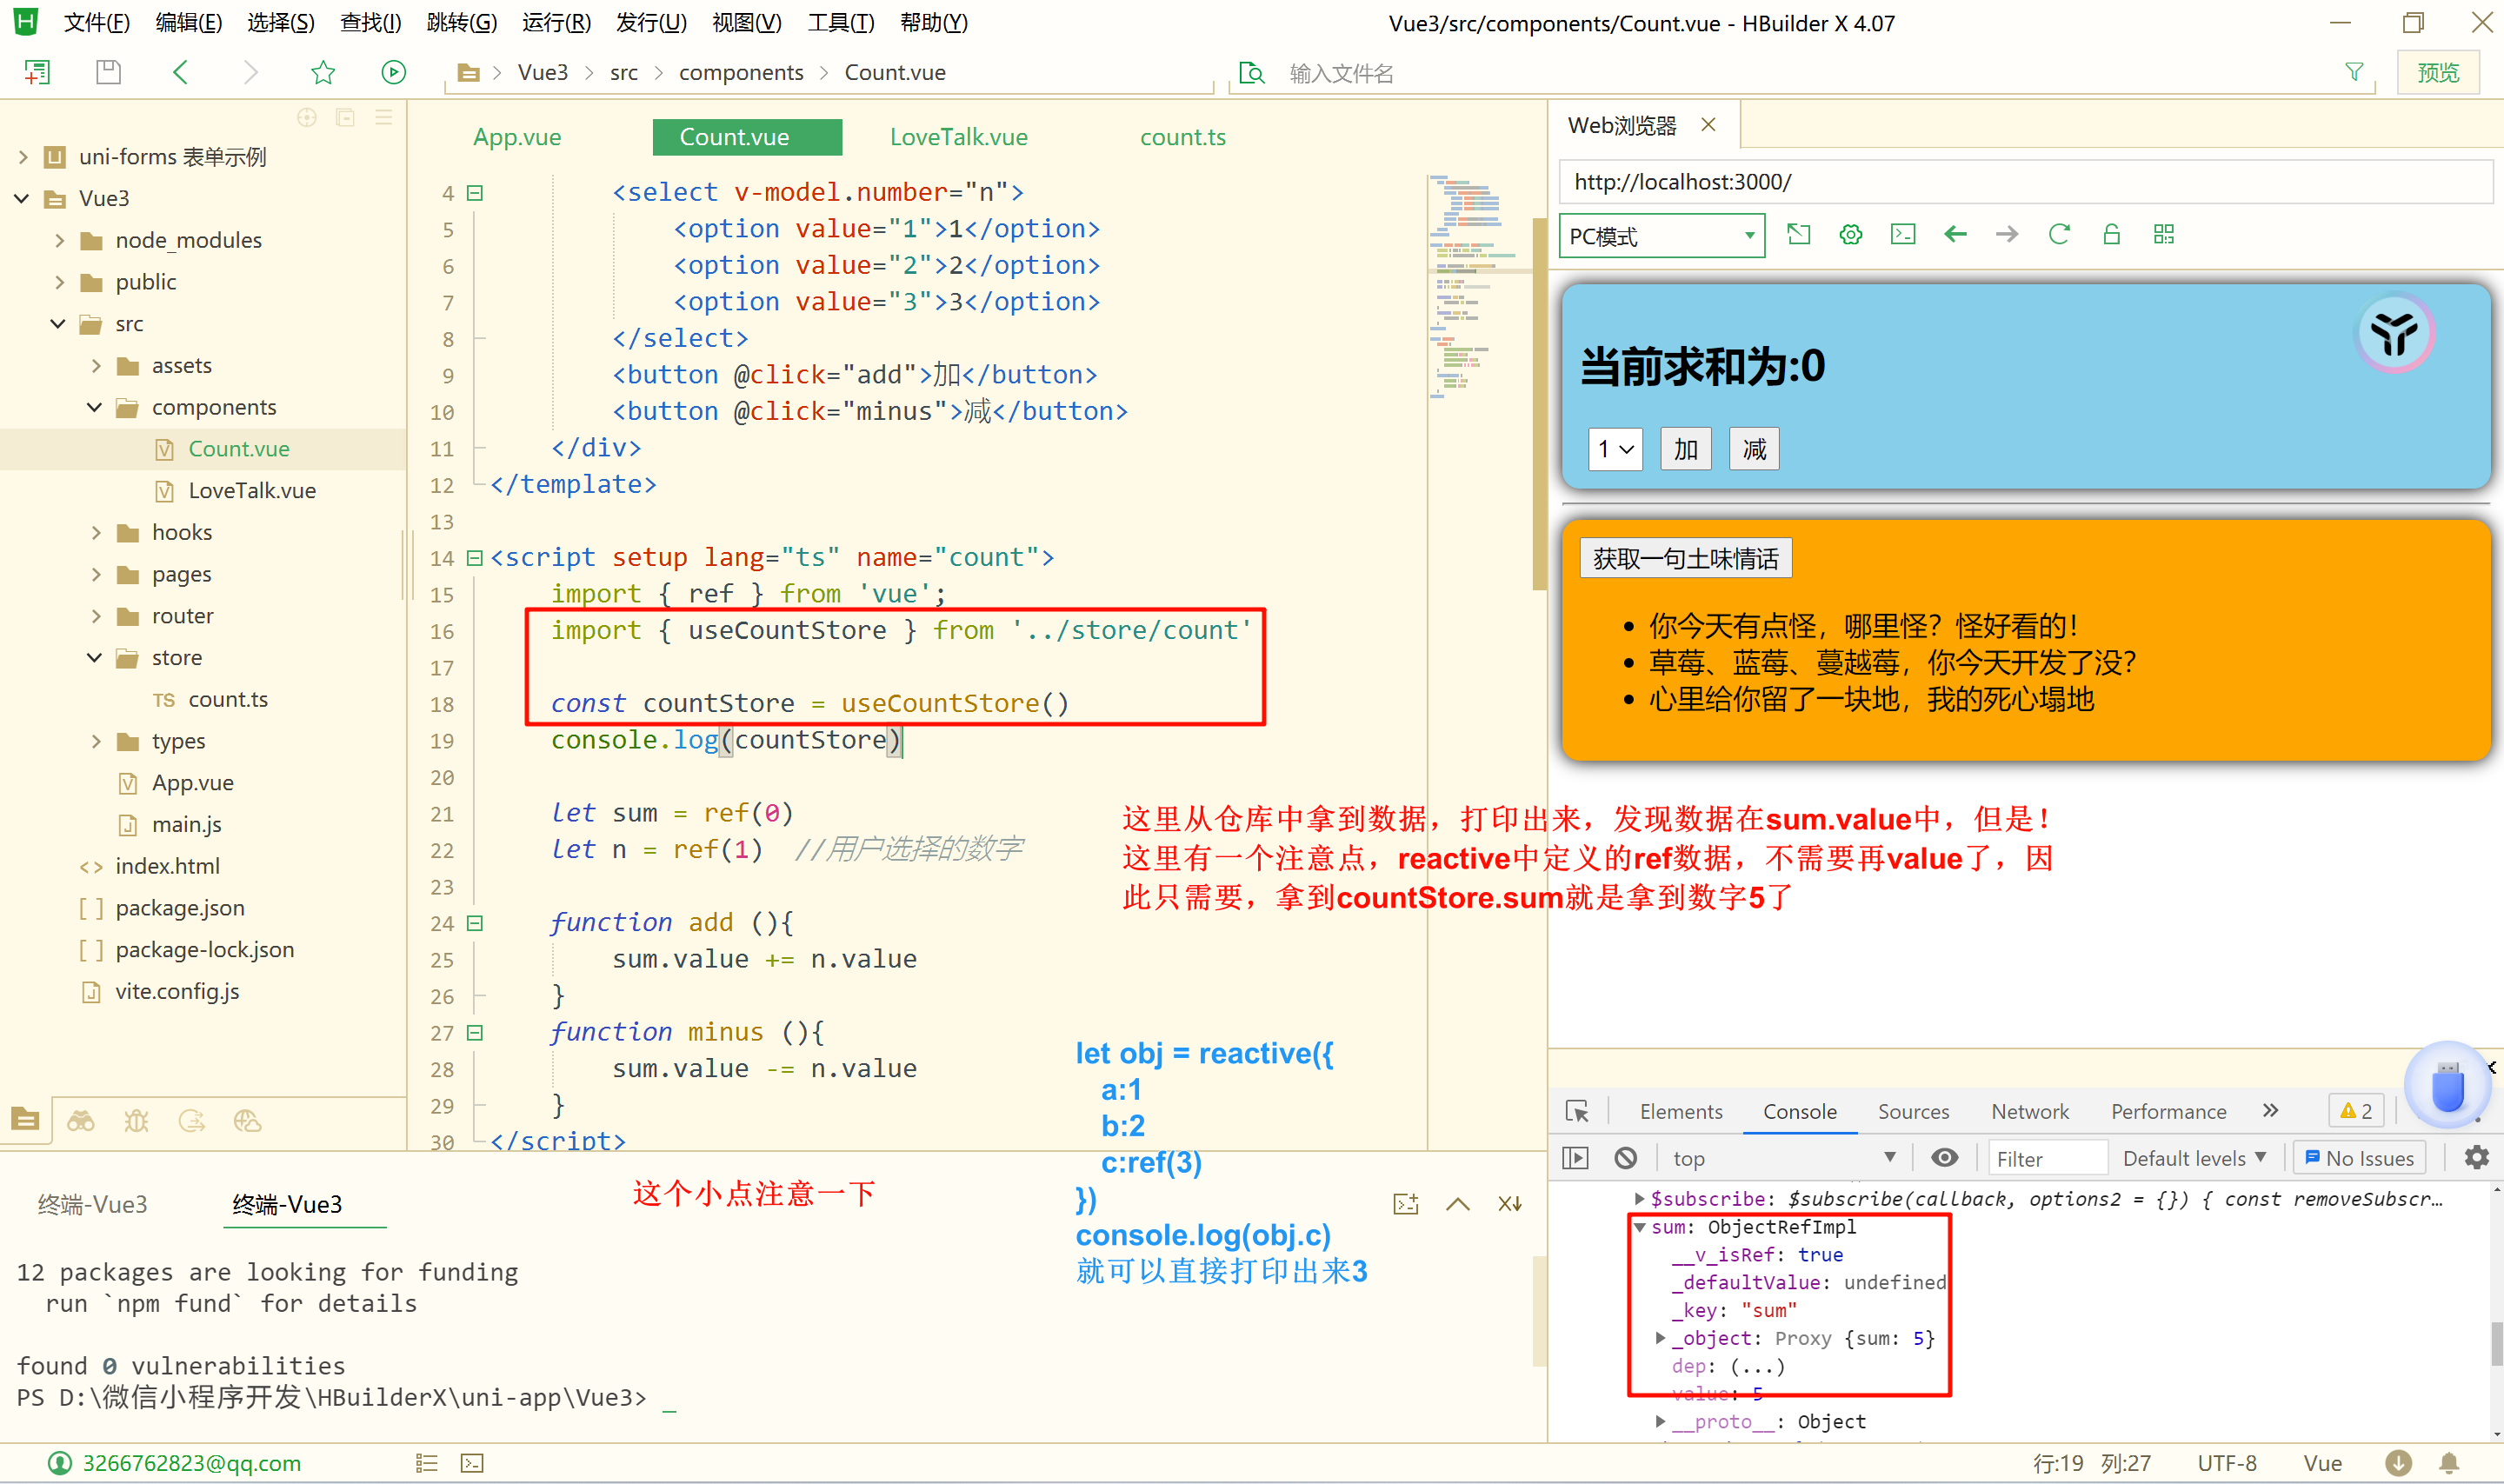 文件(F) 编辑(E) 选择(S) 查找(I) 跳转(G) 运行(R) 发行(U) 视图(V) 工具(T) 帮助(Y)
Vue3/src/components/Count.vue - HBuilder X 4.07
Vue3 src components Count.vue
输入文件名
预览
uni-forms 表单示例
Vue3
node_modules
public
src
assets
components
Count.vue
LoveTalk.vue
hooks
pages
router
store
TS count.ts
types
App.vue
main.js
index.html
package.json
package-lock.json
vite.config.js
App.vue Count.vue LoveTalk.vue count.ts
4 <select v-model.number="n">
5 <option value="1">1</option>
6 <option value="2">2</option>
7 <option value="3">3</option>
8 </select>
9 <button @click="add">加</button>
10 <button @click="minus">减</button>
11 </div>
12 </template>
13
14 <script setup lang="ts" name="count">
15 import { ref } from 'vue';
16 import { useCountStore } from '../store/count'
17
18 const countStore = useCountStore()
19 console.log(countStore)
20
21 let sum = ref(0)
22 let n = ref(1) //用户选择的数字
23
24 function add (){
25 sum.value += n.value
26 }
27 function minus (){
28 sum.value -= n.value
29 }
30 </script>
这里从仓库中拿到数据，打印出来，发现数据在sum.value中，但是！
这里有一个注意点，reactive中定义的ref数据，不需要再value了，因
此只需要，拿到countStore.sum就是拿到数字5了
let obj = reactive({
a:1
b:2
c:ref(3)
})
console.log(obj.c)
就可以直接打印出来3
这个小点注意一下
终端-Vue3 终端-Vue3
12 packages are looking for funding
run `npm fund` for details
found 0 vulnerabilities
PS D:\微信小程序开发\HBuilderX\uni-app\Vue3> _
Web浏览器
http://localhost:3000/
PC模式
当前求和为:0
1 加 减
获取一句土味情话
你今天有点怪，哪里怪？怪好看的！
草莓、蓝莓、蔓越莓，你今天开发了没？
心里给你留了一块地，我的死心塌地
Elements Console Sources Network Performance 2
top Filter Default levels No Issues
$subscribe: $subscribe(callback, options2 = {}) { const removeSubscr…
sum: ObjectRefImpl
__v_isRef: true
_defaultValue: undefined
_key: "sum"
_object: Proxy {sum: 5}
dep: (...)
value: 5
__proto__: Object
3266762823@qq.com
行:19 列:27 UTF-8 Vue